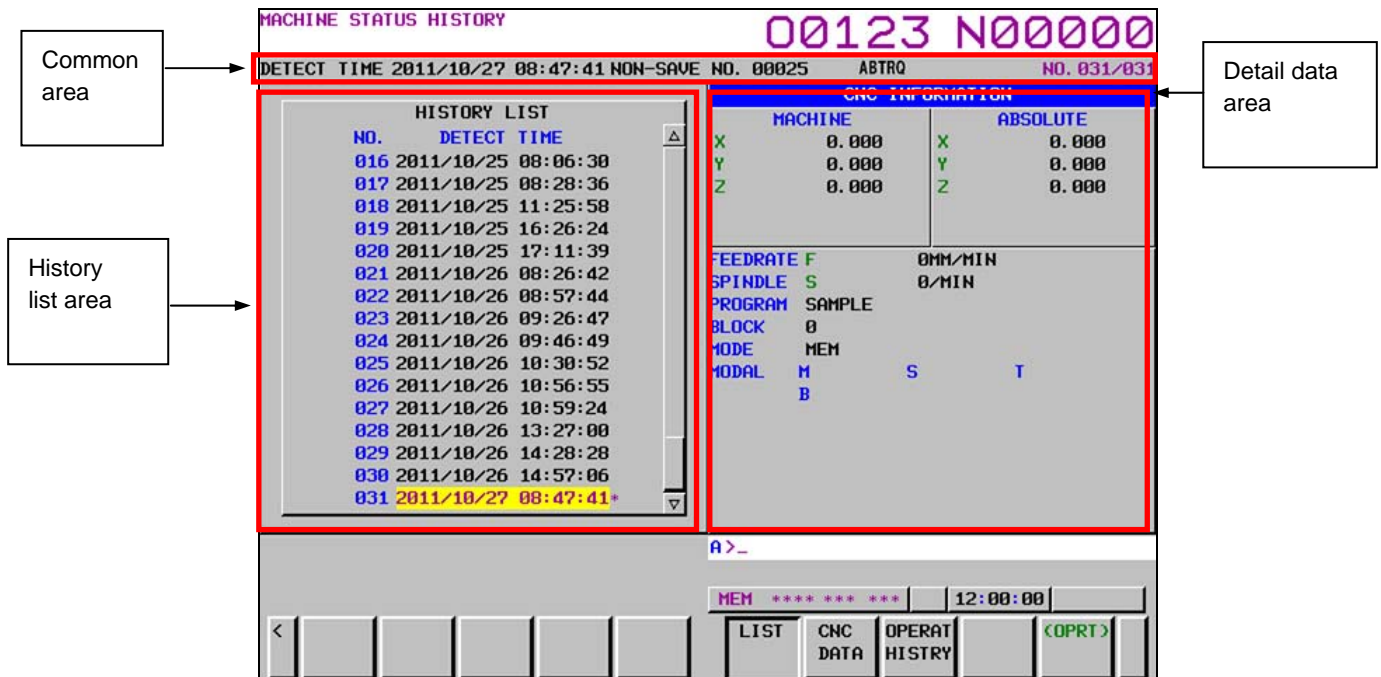 MACHINE STATUS HISTORY
O0123 N00000
Common
area
DETECT TIME 2011/10/27 08:47:41 NON-SAVE NO. 00025 ABTRQ NO.031/031
Detail data
area
HISTORY LIST
NO. DETECT TIME
016 2011/10/25 08:06:30
017 2011/10/25 08:28:36
018 2011/10/25 11:25:58
019 2011/10/25 16:26:24
020 2011/10/25 17:11:39
021 2011/10/26 08:26:42
022 2011/10/26 08:57:44
023 2011/10/26 09:26:47
024 2011/10/26 09:46:49
025 2011/10/26 10:30:52
026 2011/10/26 10:56:55
027 2011/10/26 10:59:24
028 2011/10/26 13:27:00
029 2011/10/26 14:28:28
030 2011/10/26 14:57:06
031 2011/10/27 08:47:41*
History
list area
CNC INFORMATION
MACHINE ABSOLUTE
X 0.000 X 0.000
Y 0.000 Y 0.000
Z 0.000 Z 0.000
FEEDRATE F 0MM/MIN
SPINDLE S 0/MIN
PROGRAM SAMPLE
BLOCK 0
MODE MEM
MODAL M S T
B
A>_
MEM **** *** *** 12:00:00
< LIST CNC OPERAT (OPRT)
DATA HISTRY